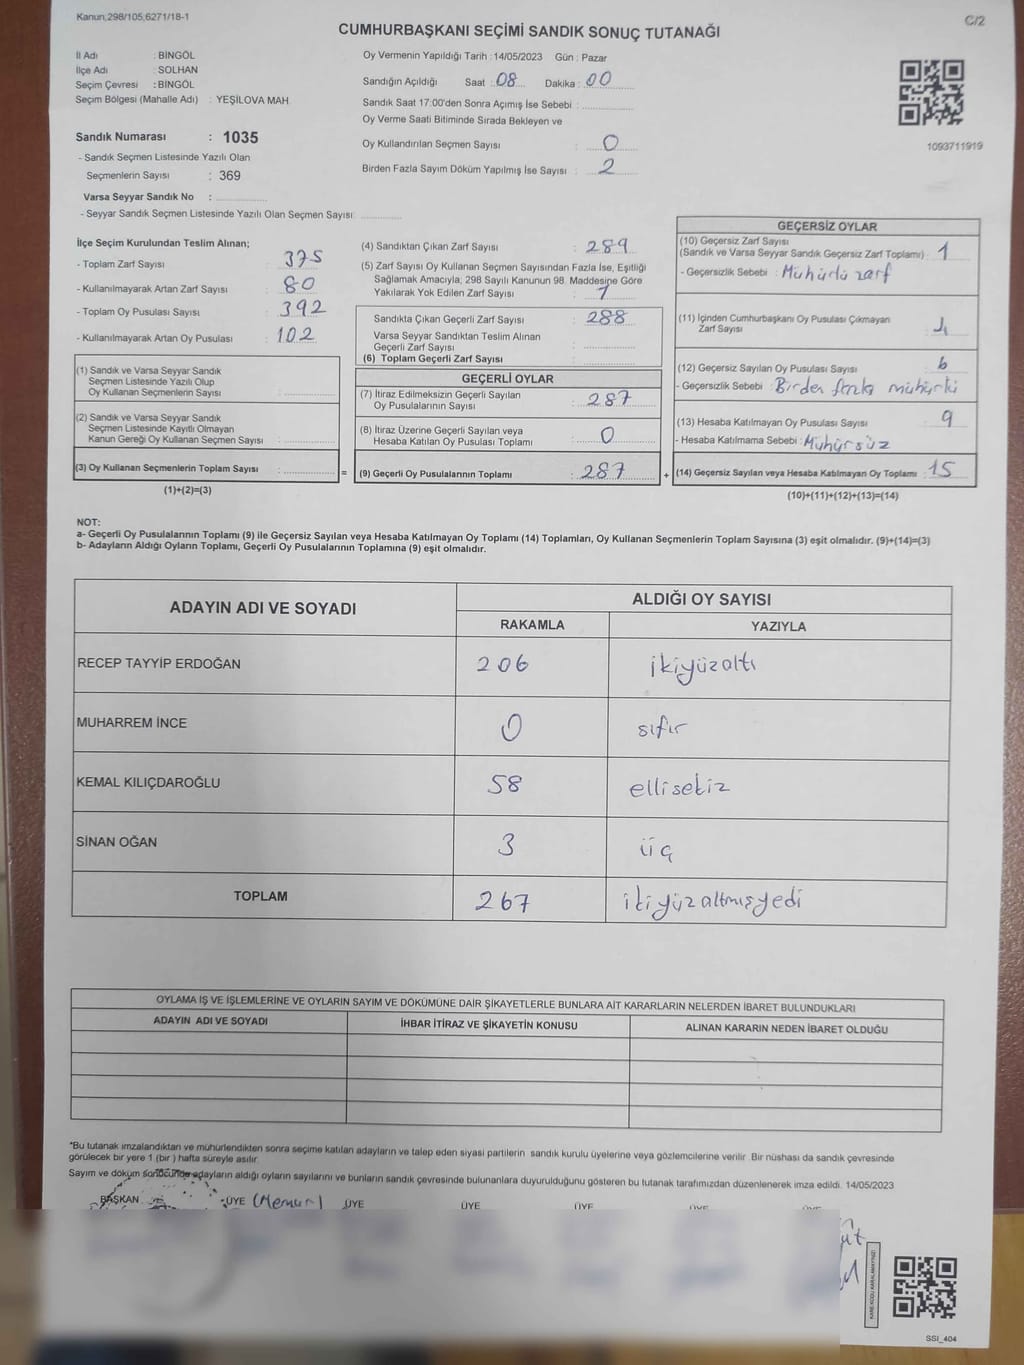 Kanun;298/105,6271/18-1
C/2
CUMHURBAŞKANI SEÇİMİ SANDIK SONUÇ TUTANAĞI
İl Adı : BİNGÖL
İlçe Adı : SOLHAN
Seçim Çevresi : BİNGÖL
Seçim Bölgesi (Mahalle Adı) : YEŞİLOVA MAH.
Oy Vermenin Yapıldığı Tarih : 14/05/2023 Gün : Pazar
Sandığın Açıldığı Saat : 08 Dakika : 00
Sandık Saat 17:00'den Sonra Açımış İse Sebebi :
Oy Verme Saati Bitiminde Sırada Bekleyen ve
Oy Kullandırılan Seçmen Sayısı : 0
Birden Fazla Sayım Döküm Yapılmış İse Sayısı : 2
1093711919
Sandık Numarası : 1035
- Sandık Seçmen Listesinde Yazılı Olan
Seçmenlerin Sayısı : 369
Varsa Seyyar Sandık No :
- Seyyar Sandık Seçmen Listesinde Yazılı Olan Seçmen Sayısı:
İlçe Seçim Kurulundan Teslim Alınan;
- Toplam Zarf Sayısı : 375
- Kullanılmayarak Artan Zarf Sayısı : 80
- Toplam Oy Pusulası Sayısı : 392
- Kullanılmayarak Artan Oy Pusulası : 102
(1) Sandık ve Varsa Seyyar Sandık
Seçmen Listesinde Yazılı Olup
Oy Kullanan Seçmenlerin Sayısı :
(2) Sandık ve Varsa Seyyar Sandık
Seçmen Listesinde Kayıtlı Olmayan
Kanun Gereği Oy Kullanan Seçmen Sayısı :
(3) Oy Kullanan Seçmenlerin Toplam Sayısı : =
(1)+(2)=(3)
(4) Sandıktan Çıkan Zarf Sayısı : 289
(5) Zarf Sayısı Oy Kullanan Seçmen Sayısından Fazla İse, Eşitliği
Sağlamak Amacıyla, 298 Sayılı Kanunun 98. Maddesine Göre
Yakılarak Yok Edilen Zarf Sayısı : 1
Sandıkta Çıkan Geçerli Zarf Sayısı : 288
Varsa Seyyar Sandıktan Teslim Alınan
Geçerli Zarf Sayısı :
(6) Toplam Geçerli Zarf Sayısı :
GEÇERLİ OYLAR
(7) İtiraz Edilmeksizin Geçerli Sayılan
Oy Pusulalarının Sayısı : 287
(8) İtiraz Üzerine Geçerli Sayılan veya
Hesaba Katılan Oy Pusulası Toplamı : 0
(9) Geçerli Oy Pusulalarının Toplamı : 287 +
GEÇERSİZ OYLAR
(10) Geçersiz Zarf Sayısı
(Sandık ve Varsa Seyyar Sandık Geçersiz Zarf Toplamı) : 1
- Geçersizlik Sebebi : Mühürlü zarf
(11) İçinden Cumhurbaşkanı Oy Pusulası Çıkmayan
Zarf Sayısı :
(12) Geçersiz Sayılan Oy Pusulası Sayısı : 6
- Geçersizlik Sebebi : Birden fazla mühürlü
(13) Hesaba Katılmayan Oy Pusulası Sayısı : 9
- Hesaba Katılmama Sebebi : Mühürsüz
(14) Geçersiz Sayılan veya Hesaba Katılmayan Oy Toplamı : 15
(10)+(11)+(12)+(13)=(14)
NOT:
a- Geçerli Oy Pusulalarının Toplamı (9) ile Geçersiz Sayılan veya Hesaba Katılmayan Oy Toplamı (14) Toplamları, Oy Kullanan Seçmenlerin Toplam Sayısına (3) eşit olmalıdır. (9)+(14)=(3)
b- Adayların Aldığı Oyların Toplamı, Geçerli Oy Pusulalarının Toplamına (9) eşit olmalıdır.
ADAYIN ADI VE SOYADI
ALDIĞI OY SAYISI
RAKAMLA YAZIYLA
RECEP TAYYİP ERDOĞAN 206 ikiyüzaltı
MUHARREM İNCE 0 sıfır
KEMAL KILIÇDAROĞLU 58 ellisekiz
SİNAN OĞAN 3 üç
TOPLAM 267 ikiyüzaltmışyedi
OYLAMA İŞ VE İŞLEMLERİNE VE OYLARIN SAYIM VE DÖKÜMÜNE DAİR ŞİKAYETLERLE BUNLARA AİT KARARLARIN NELERDEN İBARET BULUNDUKLARI
ADAYIN ADI VE SOYADI İHBAR İTİRAZ VE ŞİKAYETİN KONUSU ALINAN KARARIN NEDEN İBARET OLDUĞU
*Bu tutanak imzalandıktan ve mühürlendikten sonra seçime katılan adayların ve talep eden siyasi partilerin sandık kurulu üyelerine veya gözlemcilerine verilir. Bir nüshası da sandık çevresinde
görülecek bir yere 1 (bir ) hafta süreyle asılır.
Sayım ve döküm sonucunda adayların aldığı oyların sayılarını ve bunların sandık çevresinde bulunanlara duyurulduğunu gösteren bu tutanak tarafımızdan düzenlenerek imza edildi. 14/05/2023
BAŞKAN ÜYE (Memur) ÜYE ÜYE ÜYE ÜYE ÜYE
KARE KODU KARALAMAYINIZ!
SSI_404